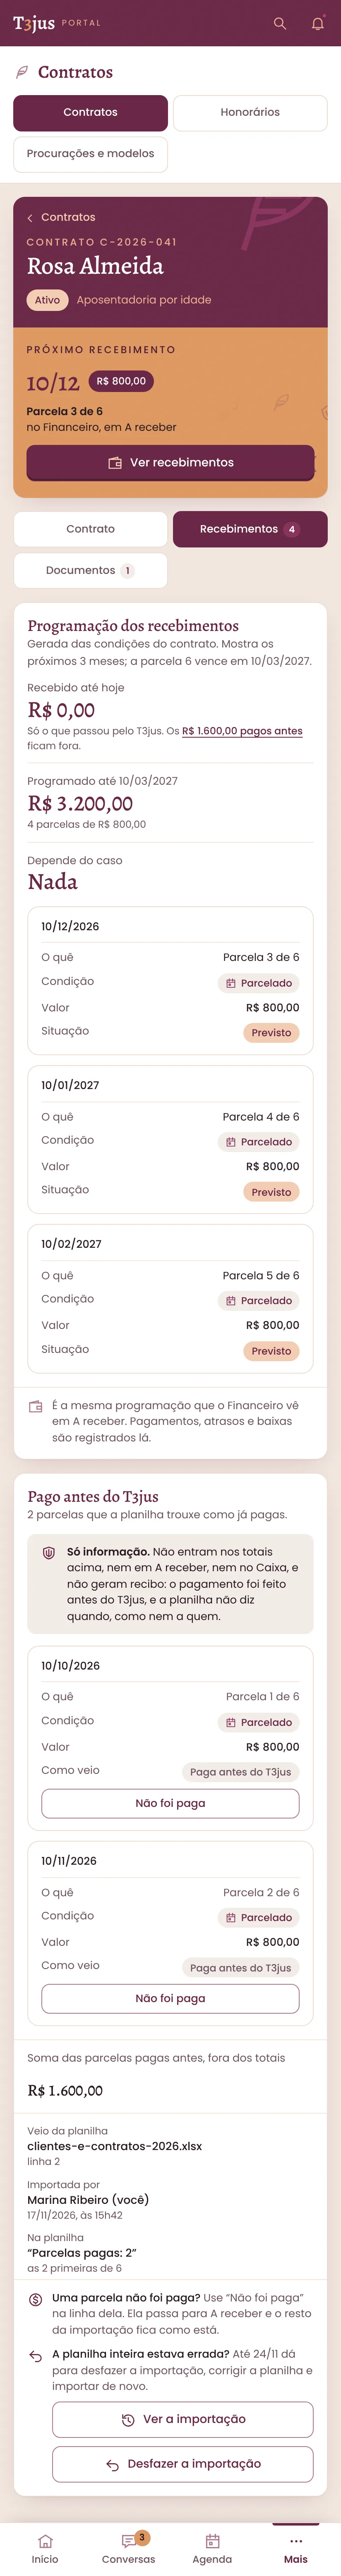 T3jus PORTAL
Contratos
Contratos
Honorários
Procurações e modelos
Contratos
CONTRATO C-2026-041
Rosa Almeida
Ativo
Aposentadoria por idade
PRÓXIMO RECEBIMENTO
10/12
R$ 800,00
Parcela 3 de 6
no Financeiro, em A receber
Ver recebimentos
Contrato
Recebimentos 4
Documentos 1
Programação dos recebimentos
Gerada das condições do contrato. Mostra os
próximos 3 meses; a parcela 6 vence em 10/03/2027.
Recebido até hoje
R$ 0,00
Só o que passou pelo T3jus. Os R$ 1.600,00 pagos antes
ficam fora.
Programado até 10/03/2027
R$ 3.200,00
4 parcelas de R$ 800,00
Depende do caso
Nada
10/12/2026
O quê Parcela 3 de 6
Condição Parcelado
Valor R$ 800,00
Situação Previsto
10/01/2027
O quê Parcela 4 de 6
Condição Parcelado
Valor R$ 800,00
Situação Previsto
10/02/2027
O quê Parcela 5 de 6
Condição Parcelado
Valor R$ 800,00
Situação Previsto
É a mesma programação que o Financeiro vê
em A receber. Pagamentos, atrasos e baixas
são registrados lá.
Pago antes do T3jus
2 parcelas que a planilha trouxe como já pagas.
Só informação. Não entram nos totais
acima, nem em A receber, nem no Caixa, e
não geram recibo: o pagamento foi feito
antes do T3jus, e a planilha não diz
quando, como nem a quem.
10/10/2026
O quê Parcela 1 de 6
Condição Parcelado
Valor R$ 800,00
Como veio Paga antes do T3jus
Não foi paga
10/11/2026
O quê Parcela 2 de 6
Condição Parcelado
Valor R$ 800,00
Como veio Paga antes do T3jus
Não foi paga
Soma das parcelas pagas antes, fora dos totais
R$ 1.600,00
Veio da planilha
clientes-e-contratos-2026.xlsx
linha 2
Importada por
Marina Ribeiro (você)
17/11/2026, às 15h42
Na planilha
“Parcelas pagas: 2”
as 2 primeiras de 6
Uma parcela não foi paga? Use “Não foi paga”
na linha dela. Ela passa para A receber e o resto
da importação fica como está.
A planilha inteira estava errada? Até 24/11 dá
para desfazer a importação, corrigir a planilha e
importar de novo.
Ver a importação
Desfazer a importação
3
Início Conversas Agenda Mais